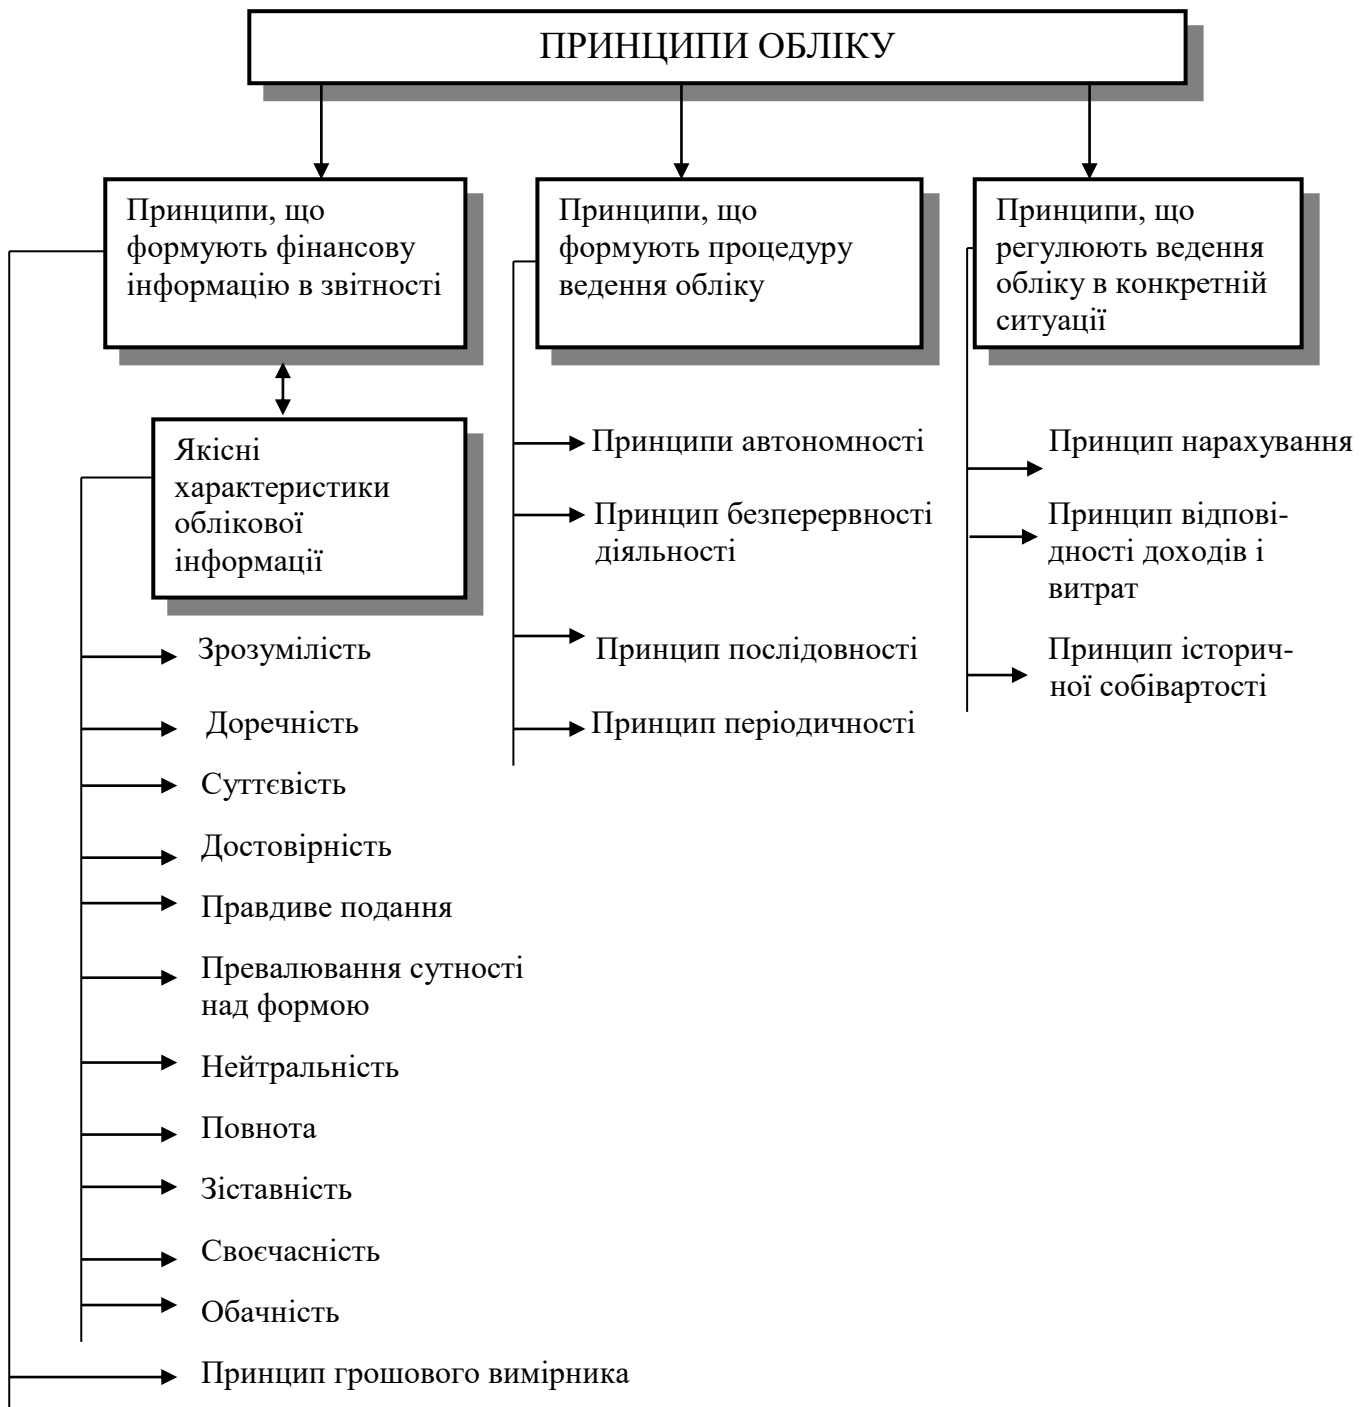 ПРИНЦИПИ ОБЛІКУ
Принципи, що
формують фінансову
інформацію в звітності
Якісні
характеристики
облікової
інформації
Зрозумілість
Доречність
Суттєвість
Достовірність
Правдиве подання
Превалювання сутності
над формою
Нейтральність
Повнота
Зіставність
Своєчасність
Обачність
Принцип грошового вимірника
Принципи, що
формують процедуру
ведення обліку
Принципи автономності
Принцип безперервності
діяльності
Принцип послідовності
Принцип періодичності
Принципи, що
регулюють ведення
обліку в конкретній
ситуації
Принцип нарахування
Принцип відпові-
дності доходів і
витрат
Принцип історич-
ної собівартості